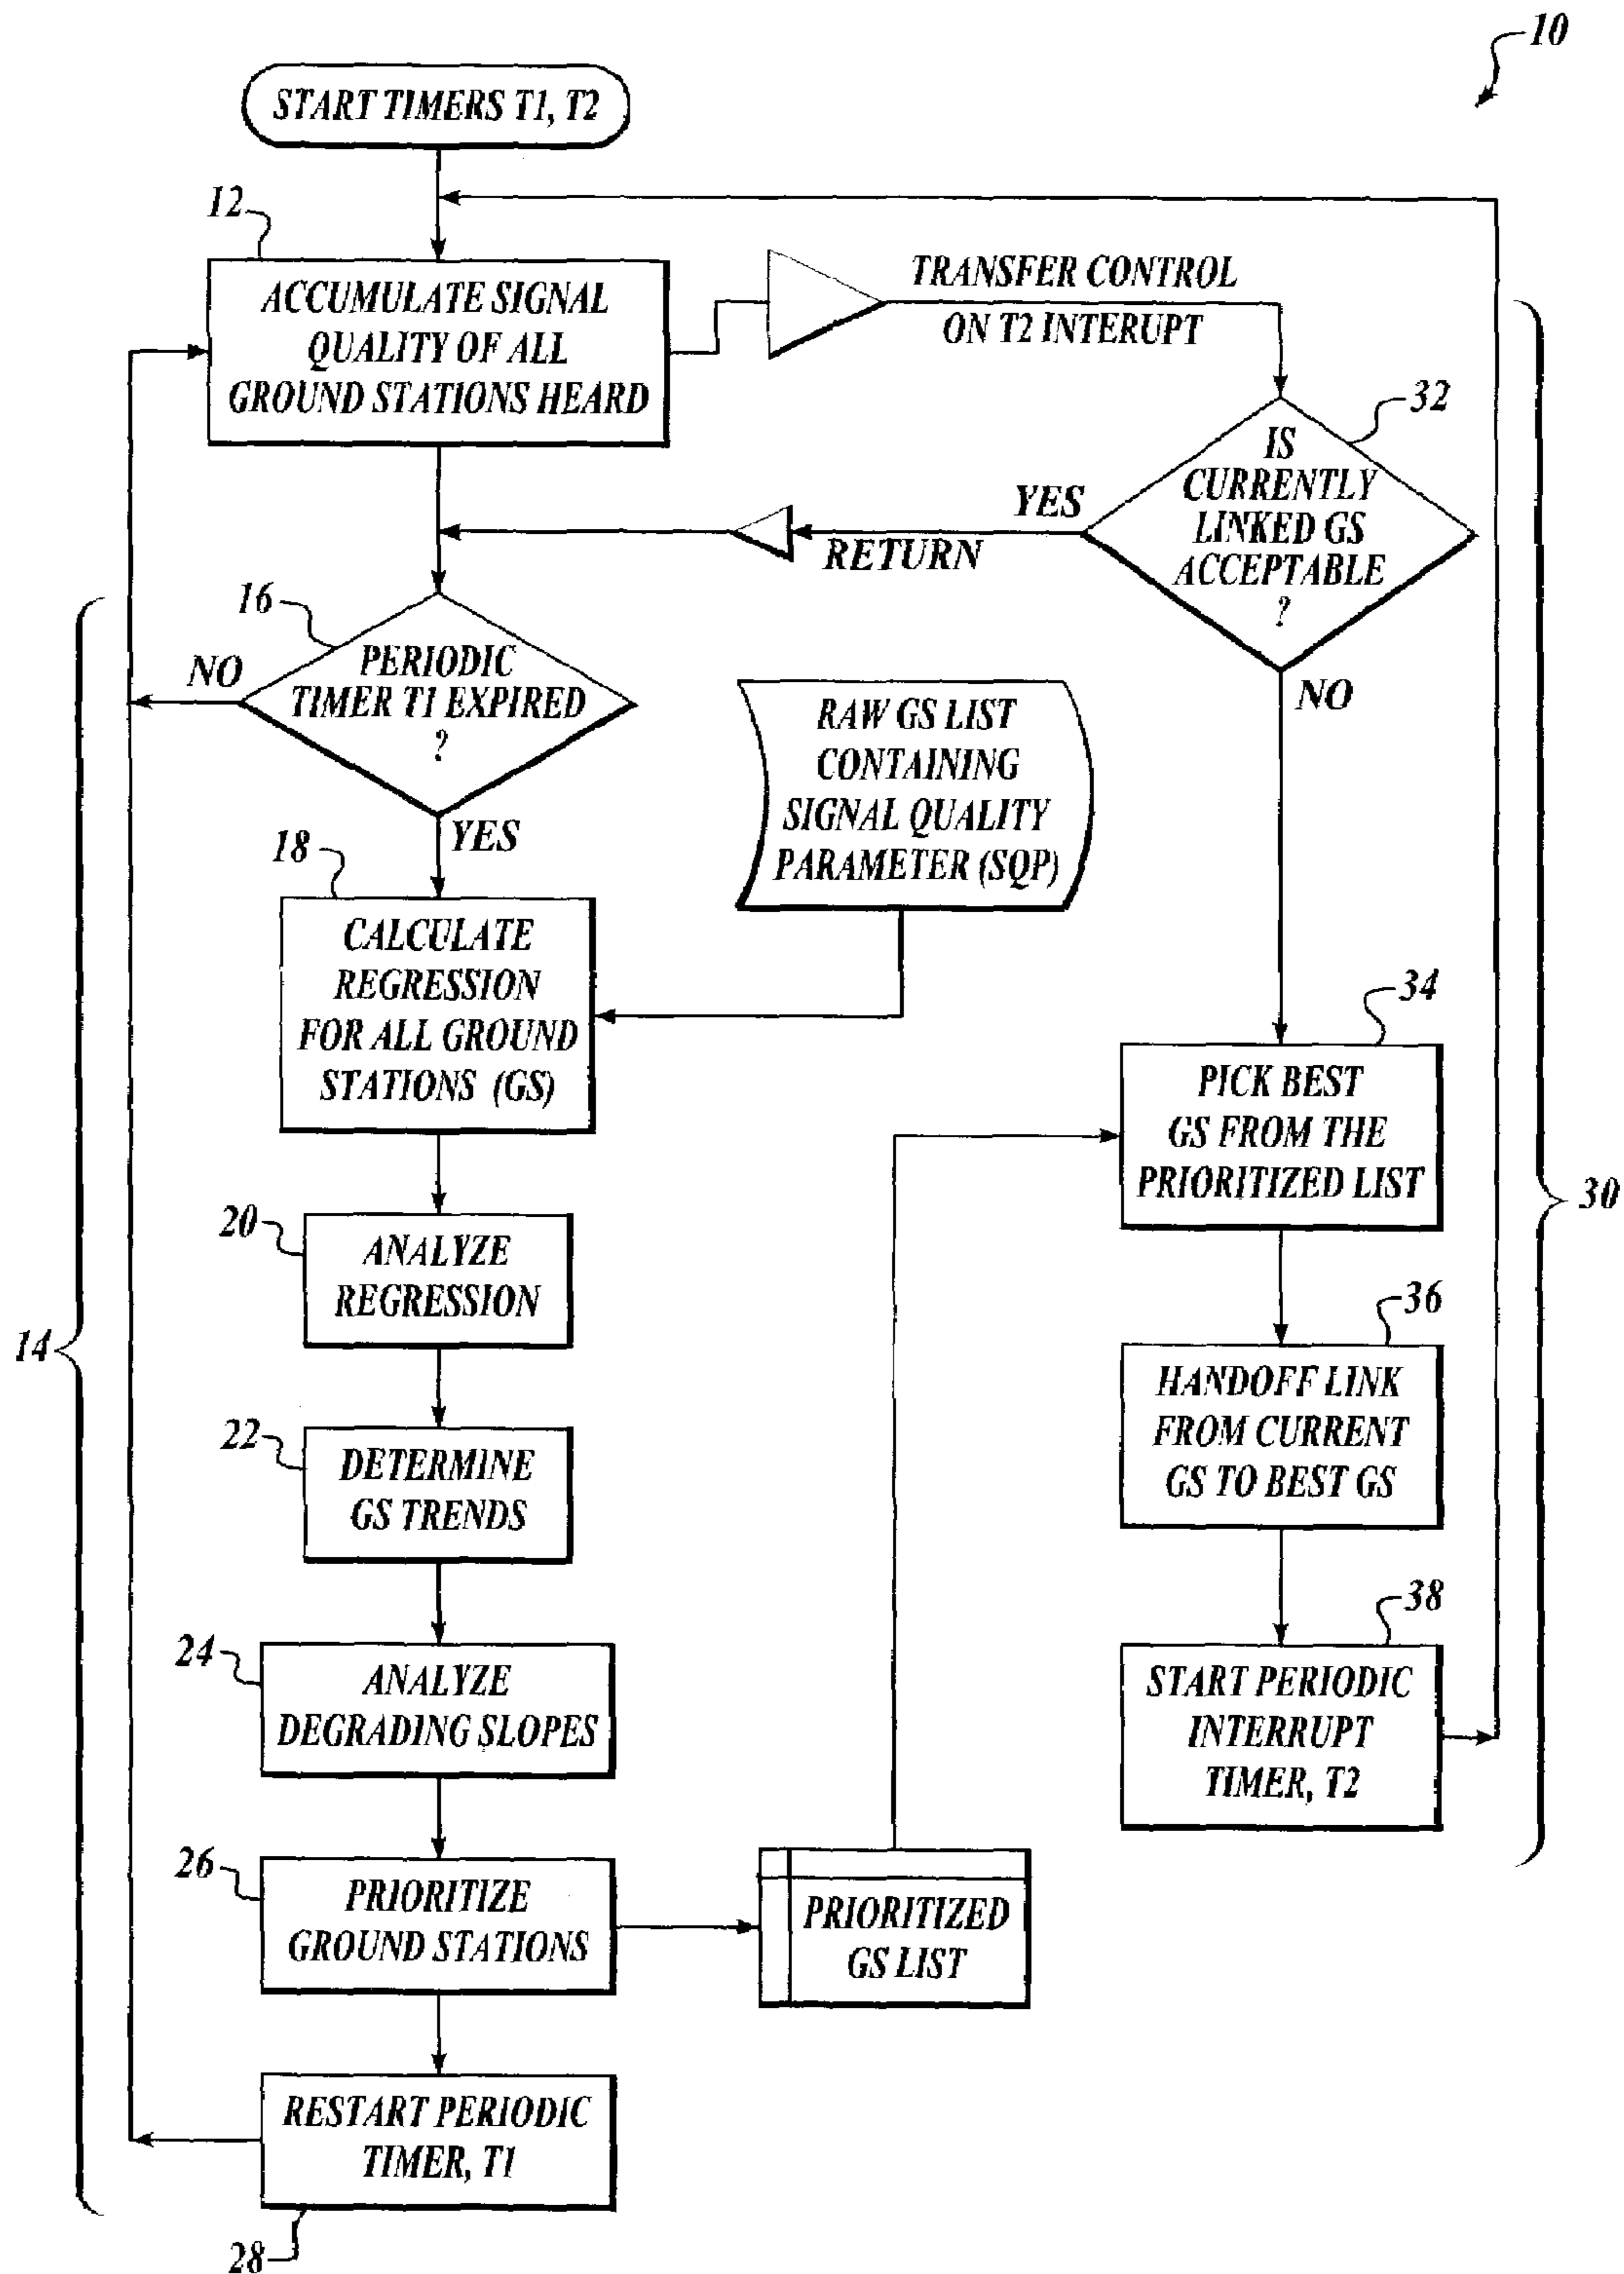 10
START TIMERS T1, T2
12
ACCUMULATE SIGNAL
QUALITY OF ALL
GROUND STATIONS HEARD
TRANSFER CONTROL
ON T2 INTERUPT
32
IS
CURRENTLY
LINKED GS
ACCEPTABLE
?
YES
RETURN
NO
16
PERIODIC
TIMER T1 EXPIRED
?
NO
YES
RAW GS LIST
CONTAINING
SIGNAL QUALITY
PARAMETER (SQP)
18
CALCULATE
REGRESSION
FOR ALL GROUND
STATIONS (GS)
34
PICK BEST
GS FROM THE
PRIORITIZED LIST
30
20
ANALYZE
REGRESSION
14
36
HANDOFF LINK
FROM CURRENT
GS TO BEST GS
22
DETERMINE
GS TRENDS
38
START PERIODIC
INTERRUPT
TIMER, T2
24
ANALYZE
DEGRADING SLOPES
26
PRIORITIZE
GROUND STATIONS
PRIORITIZED
GS LIST
RESTART PERIODIC
TIMER, T1
28